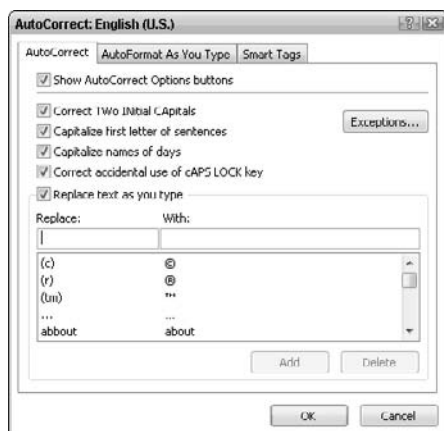 AutoCorrect: English (U.S.)
AutoCorrect AutoFormat As You Type Smart Tags
Show AutoCorrect Options buttons
Correct TWo INitial CApitals
Exceptions...
Capitalize first letter of sentences
Capitalize names of days
Correct accidental use of cAPS LOCK key
Replace text as you type
Replace: With:
(c) ©
(r) ®
(tm) ™
... …
abbout about
Add Delete
OK Cancel